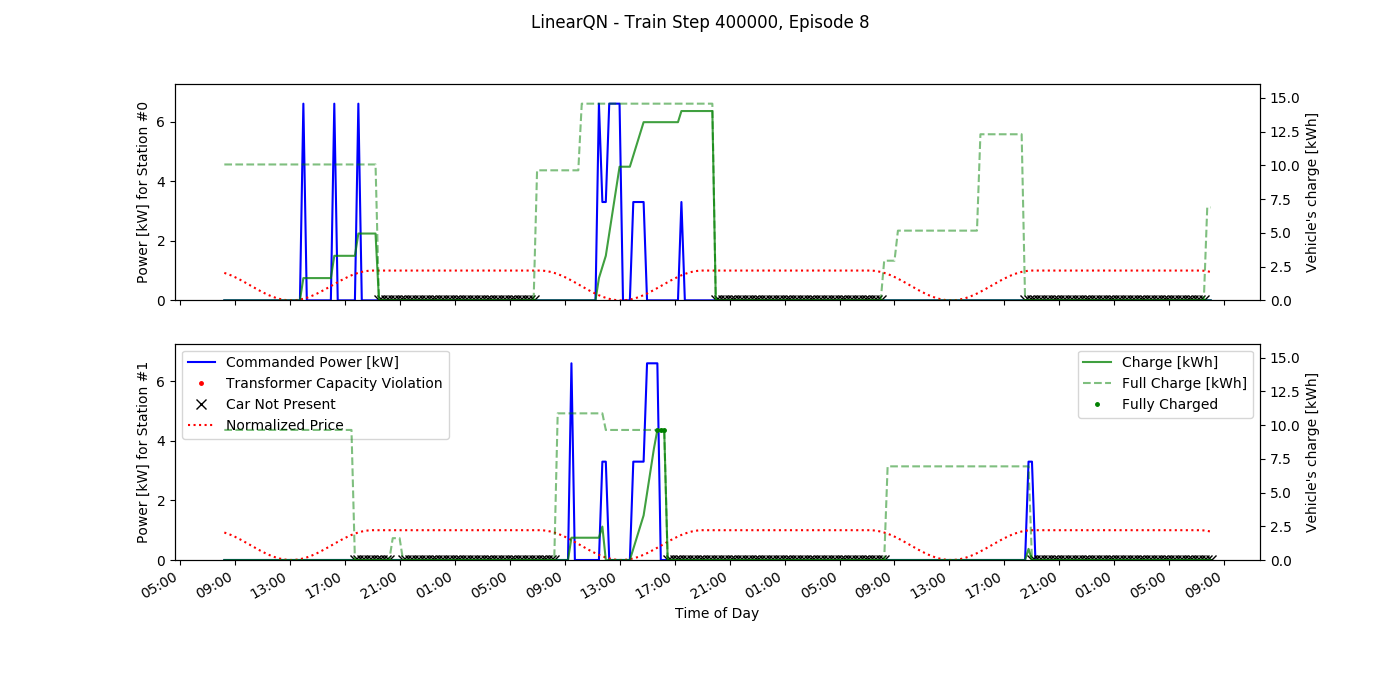 LinearQN - Train Step 400000, Episode 8
Power [kW] for Station #0
6
4
2
0
15.0
12.5
10.0
7.5
5.0
2.5
0.0
Vehicle's charge [kWh]
Power [kW] for Station #1
6
4
2
0
Commanded Power [kW]
Transformer Capacity Violation
Car Not Present
Normalized Price
Charge [kWh]
Full Charge [kWh]
Fully Charged
15.0
12.5
10.0
7.5
5.0
2.5
0.0
Vehicle's charge [kWh]
05:00 09:00 13:00 17:00 21:00 01:00 05:00 09:00 13:00 17:00 21:00 01:00 05:00 09:00 13:00 17:00 21:00 01:00 05:00 09:00
Time of Day